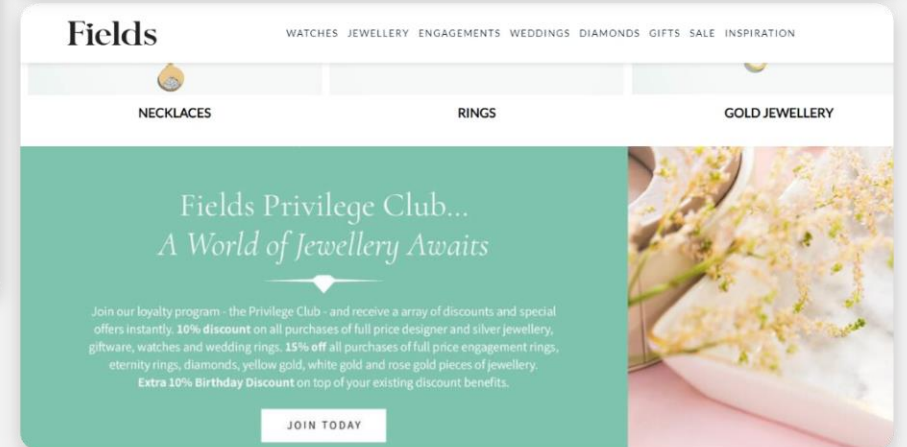 Fields
WATCHES JEWELLERY ENGAGEMENTS WEDDINGS DIAMONDS GIFTS SALE INSPIRATION
NECKLACES
RINGS
GOLD JEWELLERY
Fields Privilege Club...
A World of Jewellery Awaits
Join our loyalty program - the Privilege Club - and receive a array of discounts and special
offers instantly. 10% discount on all purchases of full price designer and silver jewellery,
giftware, watches and wedding rings. 15% off all purchases of full price engagement rings,
eternity rings, diamonds, yellow gold, white gold and rose gold pieces of jewellery.
Extra 10% Birthday Discount on top of your existing discount benefits.
JOIN TODAY